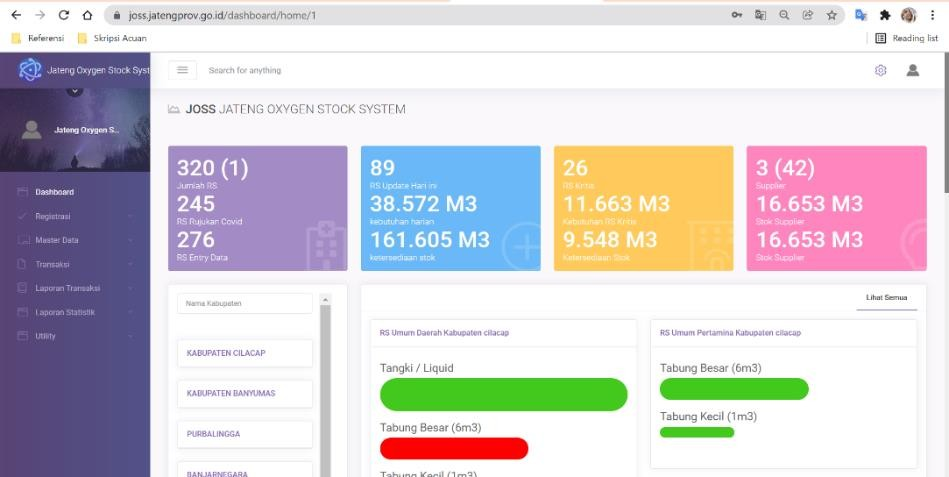 joss.jatengprov.go.id/dashboard/home/1
Referensi
Skripsi Acuan
Reading list
Jateng Oxygen Stock Syst
Search for anything
Jateng Oxygen S..
JOSS JATENG OXYGEN STOCK SYSTEM
Dashboard
Registrasi
Master Data
Transaksi
Laporan Transaksi
Laporan Statistik
Utility
320 (1)
Jumlah RS
245
RS Rujukan Covid
276
RS Entry Data
89
RS Update Hari ini
38.572 M3
kebutuhan harian
161.605 M3
ketersediaan stok
26
RS Kritis
11.663 M3
Kebutuhan RS Kritis
9.548 M3
Ketersediaan Stok
3 (42)
Supplier
16.653 M3
Stok Supplier
16.653 M3
Stok Supplier
Nama Kabupaten
KABUPATEN CILACAP
KABUPATEN BANYUMAS
PURBALINGGA
BANJARNEGARA
Lihat Semua
RS Umum Daerah Kabupaten cilacap
Tangki / Liquid
Tabung Besar (6m3)
Tabung Kecil (1m3)
RS Umum Pertamina Kabupaten cilacap
Tabung Besar (6m3)
Tabung Kecil (1m3)